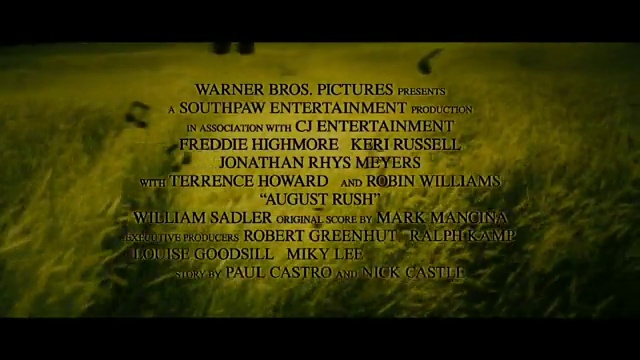 WARNER BROS. PICTURES PRESENTS
A SOUTHPAW ENTERTAINMENT PRODUCTION
IN ASSOCIATION WITH CJ ENTERTAINMENT
FREDDIE HIGHMORE KERI RUSSELL
JONATHAN RHYS MEYERS
WITH TERRENCE HOWARD AND ROBIN WILLIAMS
“AUGUST RUSH”
WILLIAM SADLER ORIGINAL SCORE BY MARK MANCINA
EXECUTIVE PRODUCERS ROBERT GREENHUT RALPH KAMP
LOUISE GOODSILL MIKY LEE
STORY BY PAUL CASTRO AND NICK CASTLE